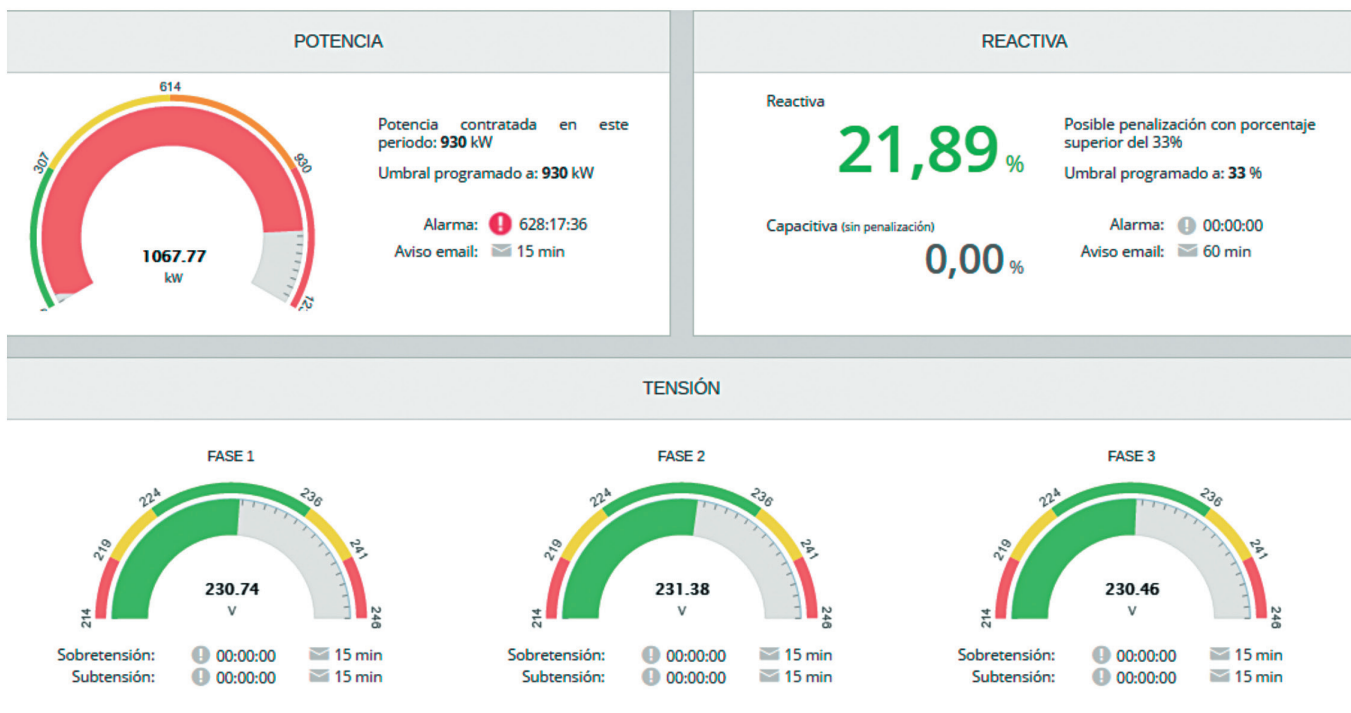 POTENCIA
614
307
930
1067.77
kW
Potencia contratada en este
periodo: 930 kW
Umbral programado a: 930 kW
Alarma: 628:17:36
Aviso email: 15 min
REACTIVA
Reactiva
21,89 %
Capacitiva (sin penalización)
0,00 %
Posible penalización con porcentaje
superior del 33%
Umbral programado a: 33 %
Alarma: 00:00:00
Aviso email: 60 min
TENSIÓN
FASE 1
224
236
219
241
214
246
230.74
V
Sobretensión: 00:00:00 15 min
Subtensión: 00:00:00 15 min
FASE 2
224
236
219
241
214
246
231.38
V
Sobretensión: 00:00:00 15 min
Subtensión: 00:00:00 15 min
FASE 3
224
236
219
241
214
246
230.46
V
Sobretensión: 00:00:00 15 min
Subtensión: 00:00:00 15 min